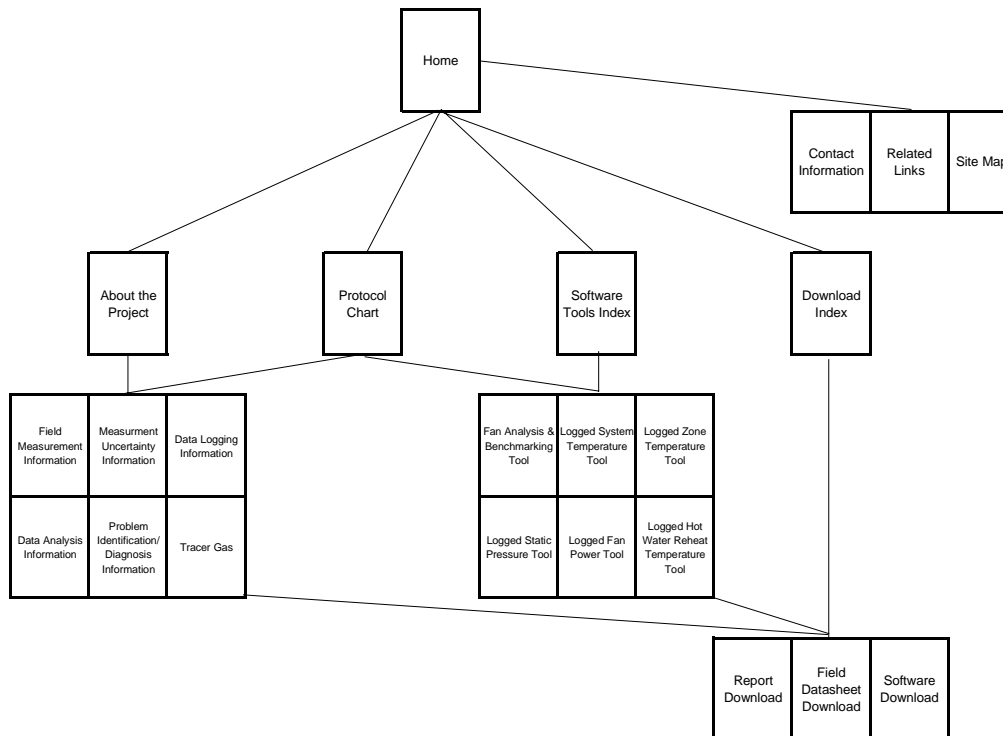 Home
Contact
Information
Related
Links
Site Map
About the
Project
Protocol
Chart
Software
Tools Index
Download
Index
Field
Measurement
Information
Measurment
Uncertainty
Information
Data Logging
Information
Fan Analysis &
Benchmarking
Tool
Logged System
Temperature
Tool
Logged Zone
Temperature
Tool
Data Analysis
Information
Problem
Identification/
Diagnosis
Information
Tracer Gas
Logged Static
Pressure Tool
Logged Fan
Power Tool
Logged Hot
Water Reheat
Temperature
Tool
Report
Download
Field
Datasheet
Download
Software
Download